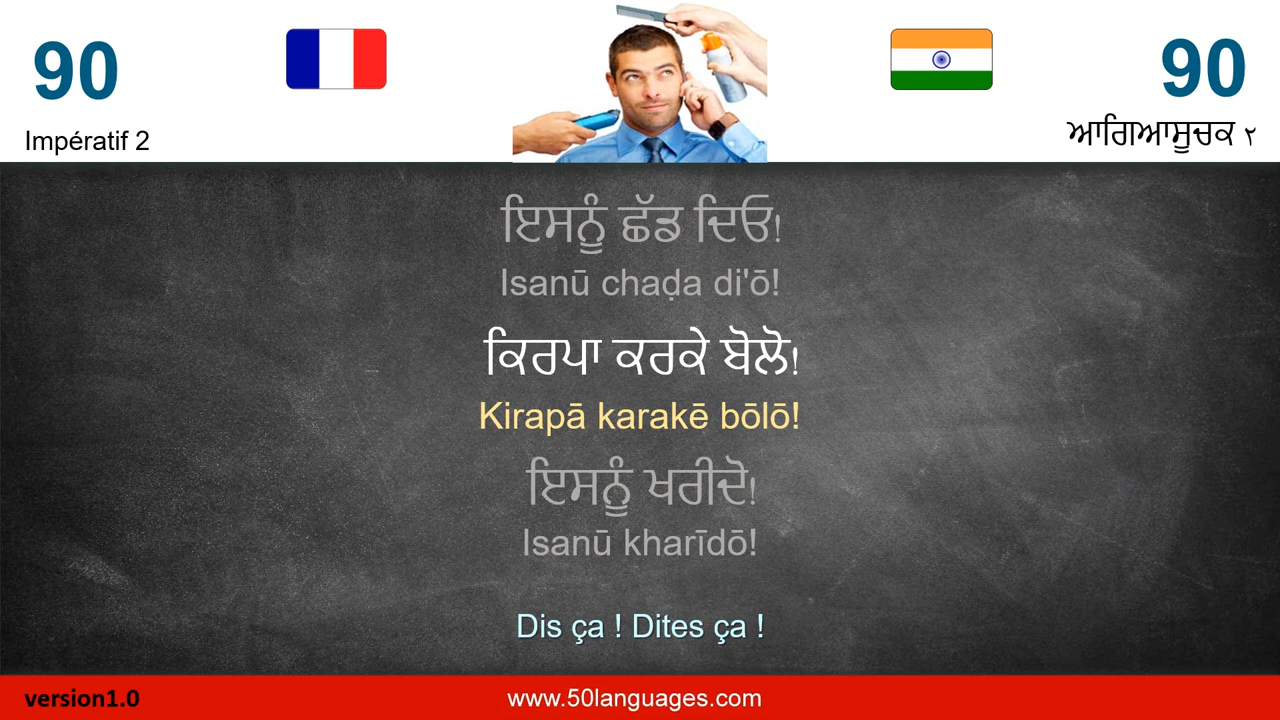 90
90
Impératif 2
ਆਗਿਆਸੂਚਕ ੨
ਇਸਨੂੰ ਛੱਡ ਦਿਓ!
Isanū chaḍa di'ō!
ਕਿਰਪਾ ਕਰਕੇ ਬੋਲੋ!
Kirapā karakē bōlō!
ਇਸਨੂੰ ਖਰੀਦੋ!
Isanū kharīdō!
Dis ça ! Dites ça !
version1.0
www.50languages.com